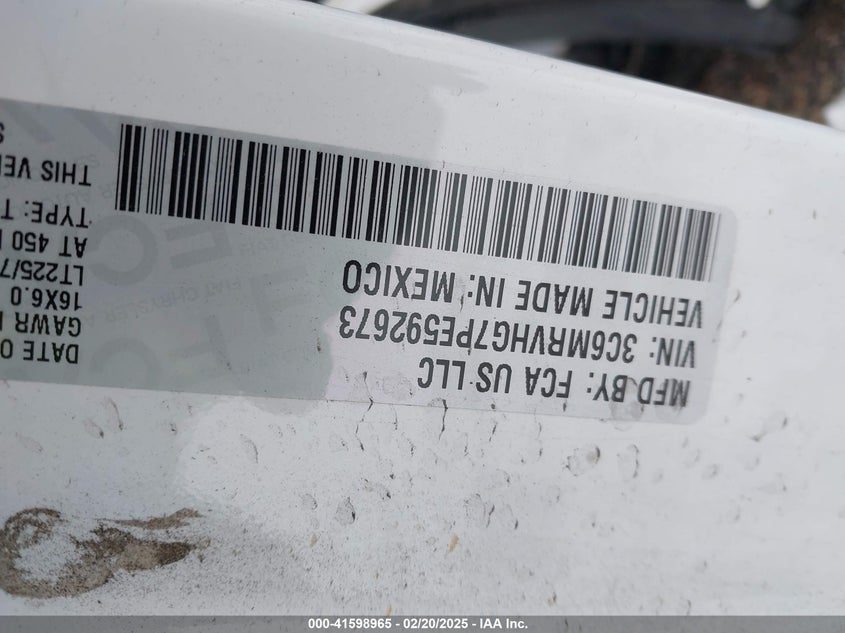 MFD BY: FCA US LLC
VIN: 3C6MRVHG7PE592673
VEHICLE MADE IN: MEXICO
DATE O
GAWR
16X6.0
LT225/7
AT 450
TYPE: T
THIS VE
000-41598965 - 02/20/2025 - IAA Inc.